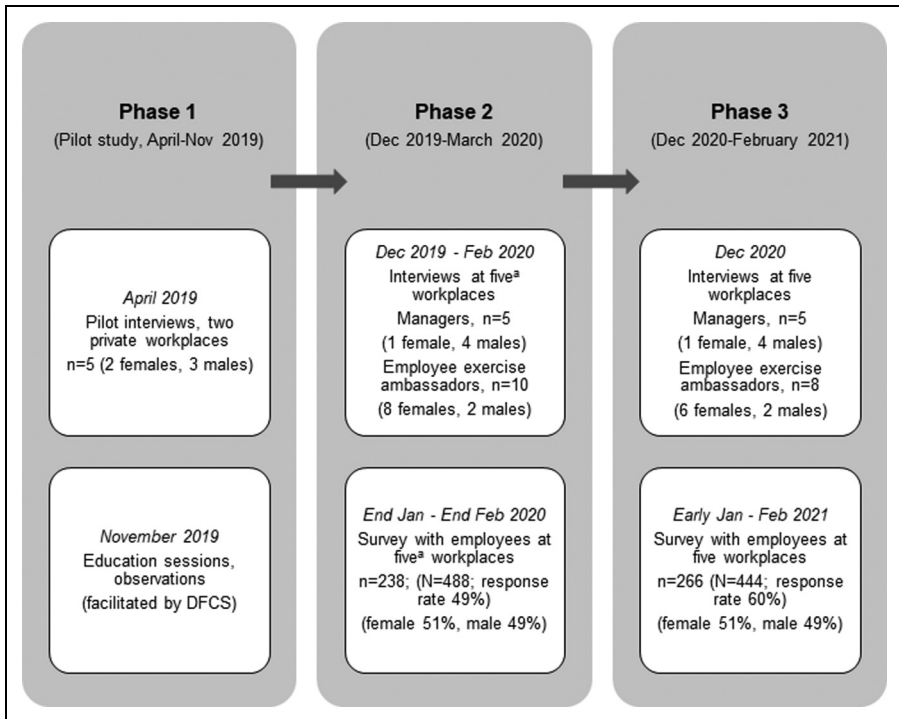 Phase 1
(Pilot study, April-Nov 2019)
April 2019
Pilot interviews, two
private workplaces
n=5 (2 females, 3 males)
November 2019
Education sessions,
observations
(facilitated by DFCS)
Phase 2
(Dec 2019-March 2020)
Dec 2019 - Feb 2020
Interviews at fiveᵃ
workplaces
Managers, n=5
(1 female, 4 males)
Employee exercise
ambassadors, n=10
(8 females, 2 males)
End Jan - End Feb 2020
Survey with employees at
fiveᵃ workplaces
n=238; (N=488; response
rate 49%)
(female 51%, male 49%)
Phase 3
(Dec 2020-February 2021)
Dec 2020
Interviews at five
workplaces
Managers, n=5
(1 female, 4 males)
Employee exercise
ambassadors, n=8
(6 females, 2 males)
Early Jan - Feb 2021
Survey with employees at
five workplaces
n=266 (N=444; response
rate 60%)
(female 51%, male 49%)